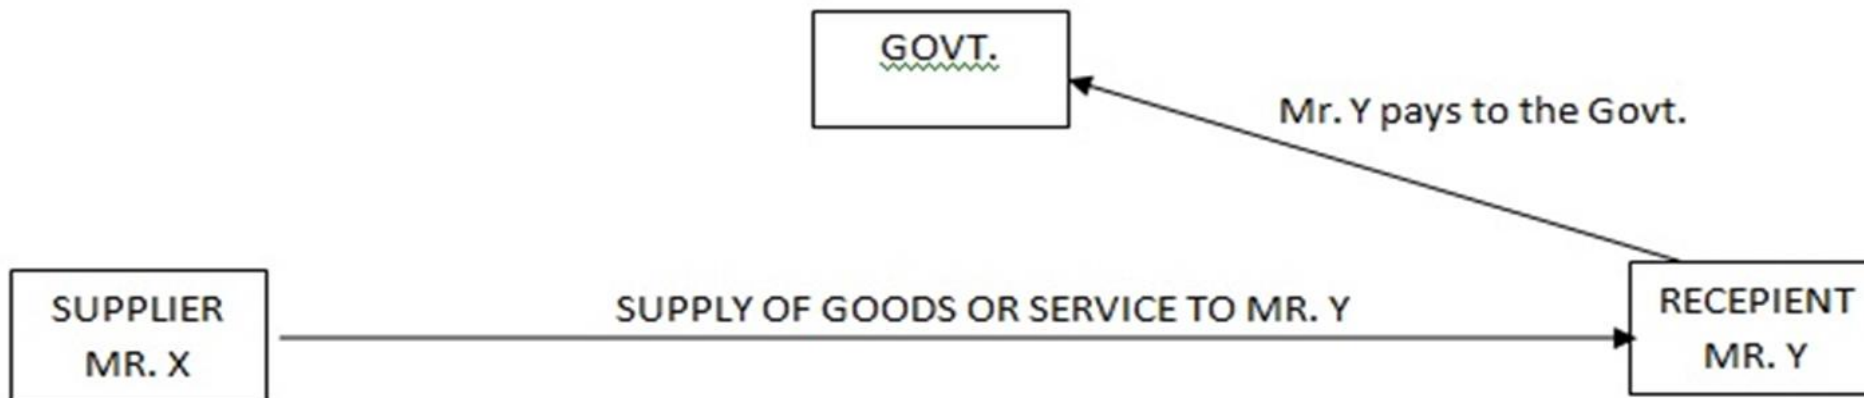 GOVT.
Mr. Y pays to the Govt.
SUPPLIER
MR. X
SUPPLY OF GOODS OR SERVICE TO MR. Y
RECEPIENT
MR. Y